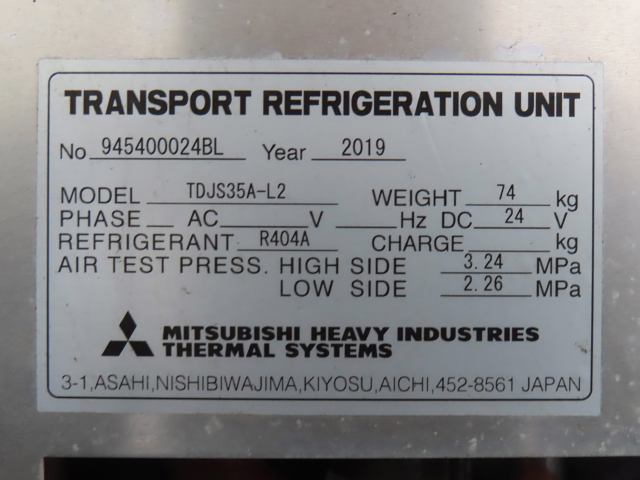 TRANSPORT REFRIGERATION UNIT
No 945400024BL Year 2019
MODEL TDJS35A-L2 WEIGHT 74 kg
PHASE AC V Hz DC 24 V
REFRIGERANT R404A CHARGE kg
AIR TEST PRESS. HIGH SIDE 3.24 MPa
LOW SIDE 2.26 MPa
MITSUBISHI HEAVY INDUSTRIES
THERMAL SYSTEMS
3-1,ASAHI,NISHIBIWAJIMA,KIYOSU,AICHI,452-8561 JAPAN